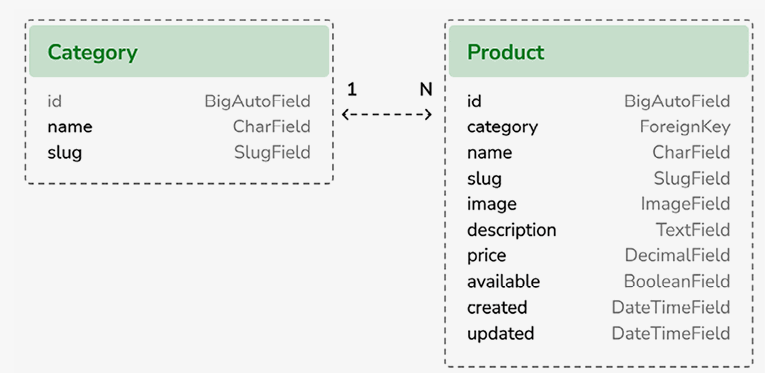 Category
id BigAutoField
name CharField
slug SlugField
1 N
Product
id BigAutoField
category ForeignKey
name CharField
slug SlugField
image ImageField
description TextField
price DecimalField
available BooleanField
created DateTimeField
updated DateTimeField